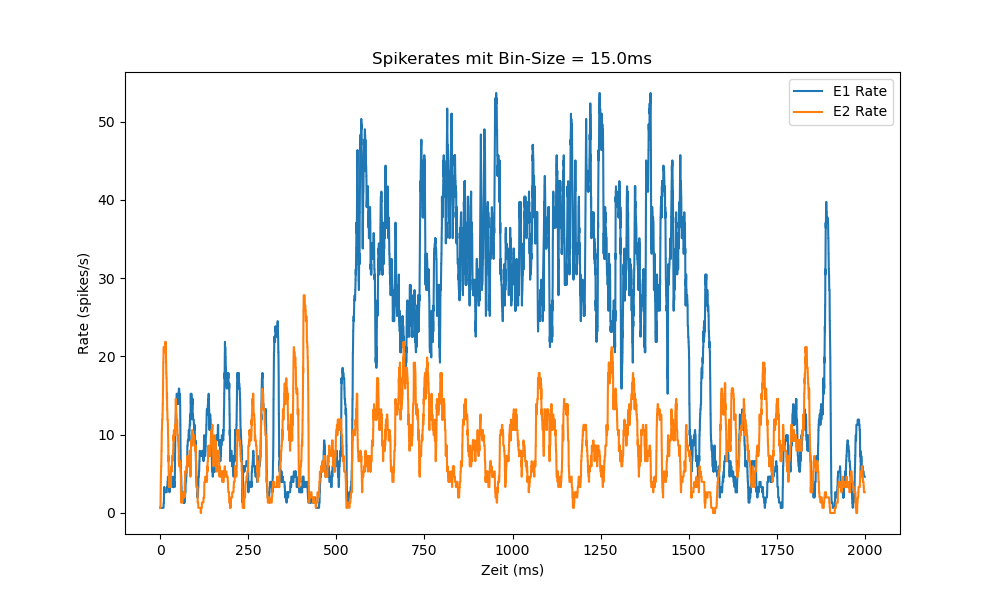 Spikerates mit Bin-Size = 15.0ms
E1 Rate
E2 Rate
50
40
30
20
10
0
Rate (spikes/s)
0 250 500 750 1000 1250 1500 1750 2000
Zeit (ms)